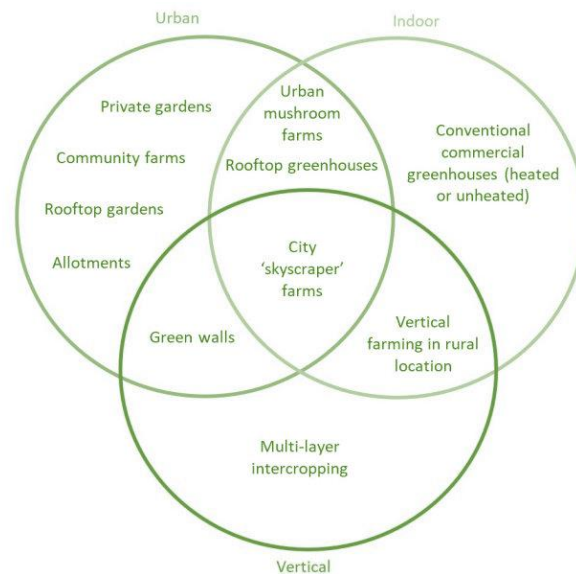 Urban
Indoor
Private gardens
Community farms
Rooftop gardens
Allotments
Urban
mushroom
farms
Rooftop greenhouses
Conventional
commercial
greenhouses (heated
or unheated)
City
‘skyscraper’
farms
Green walls
Vertical
farming in rural
location
Multi-layer
intercropping
Vertical